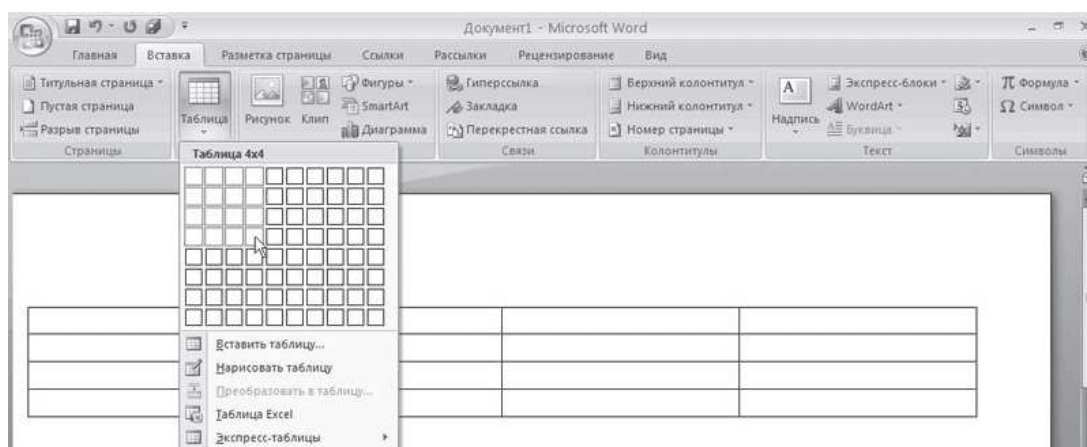 Документ1 - Microsoft Word
Главная Вставка Разметка страницы Ссылки Рассылки Рецензирование Вид
Титульная страница
Пустая страница
Разрыв страницы
Страницы
Таблица
Рисунок
Клип
Фигуры
SmartArt
Диаграмма
Гиперссылка
Закладка
Перекрестная ссылка
Связи
Верхний колонтитул
Нижний колонтитул
Номер страницы
Колонтитулы
A
Надпись
Экспресс-блоки
WordArt
Буквица
Текст
π Формула
Ω Символ
Символы
Таблица 4x4
Вставить таблицу...
Нарисовать таблицу
Преобразовать в таблицу...
Таблица Excel
Экспресс-таблицы